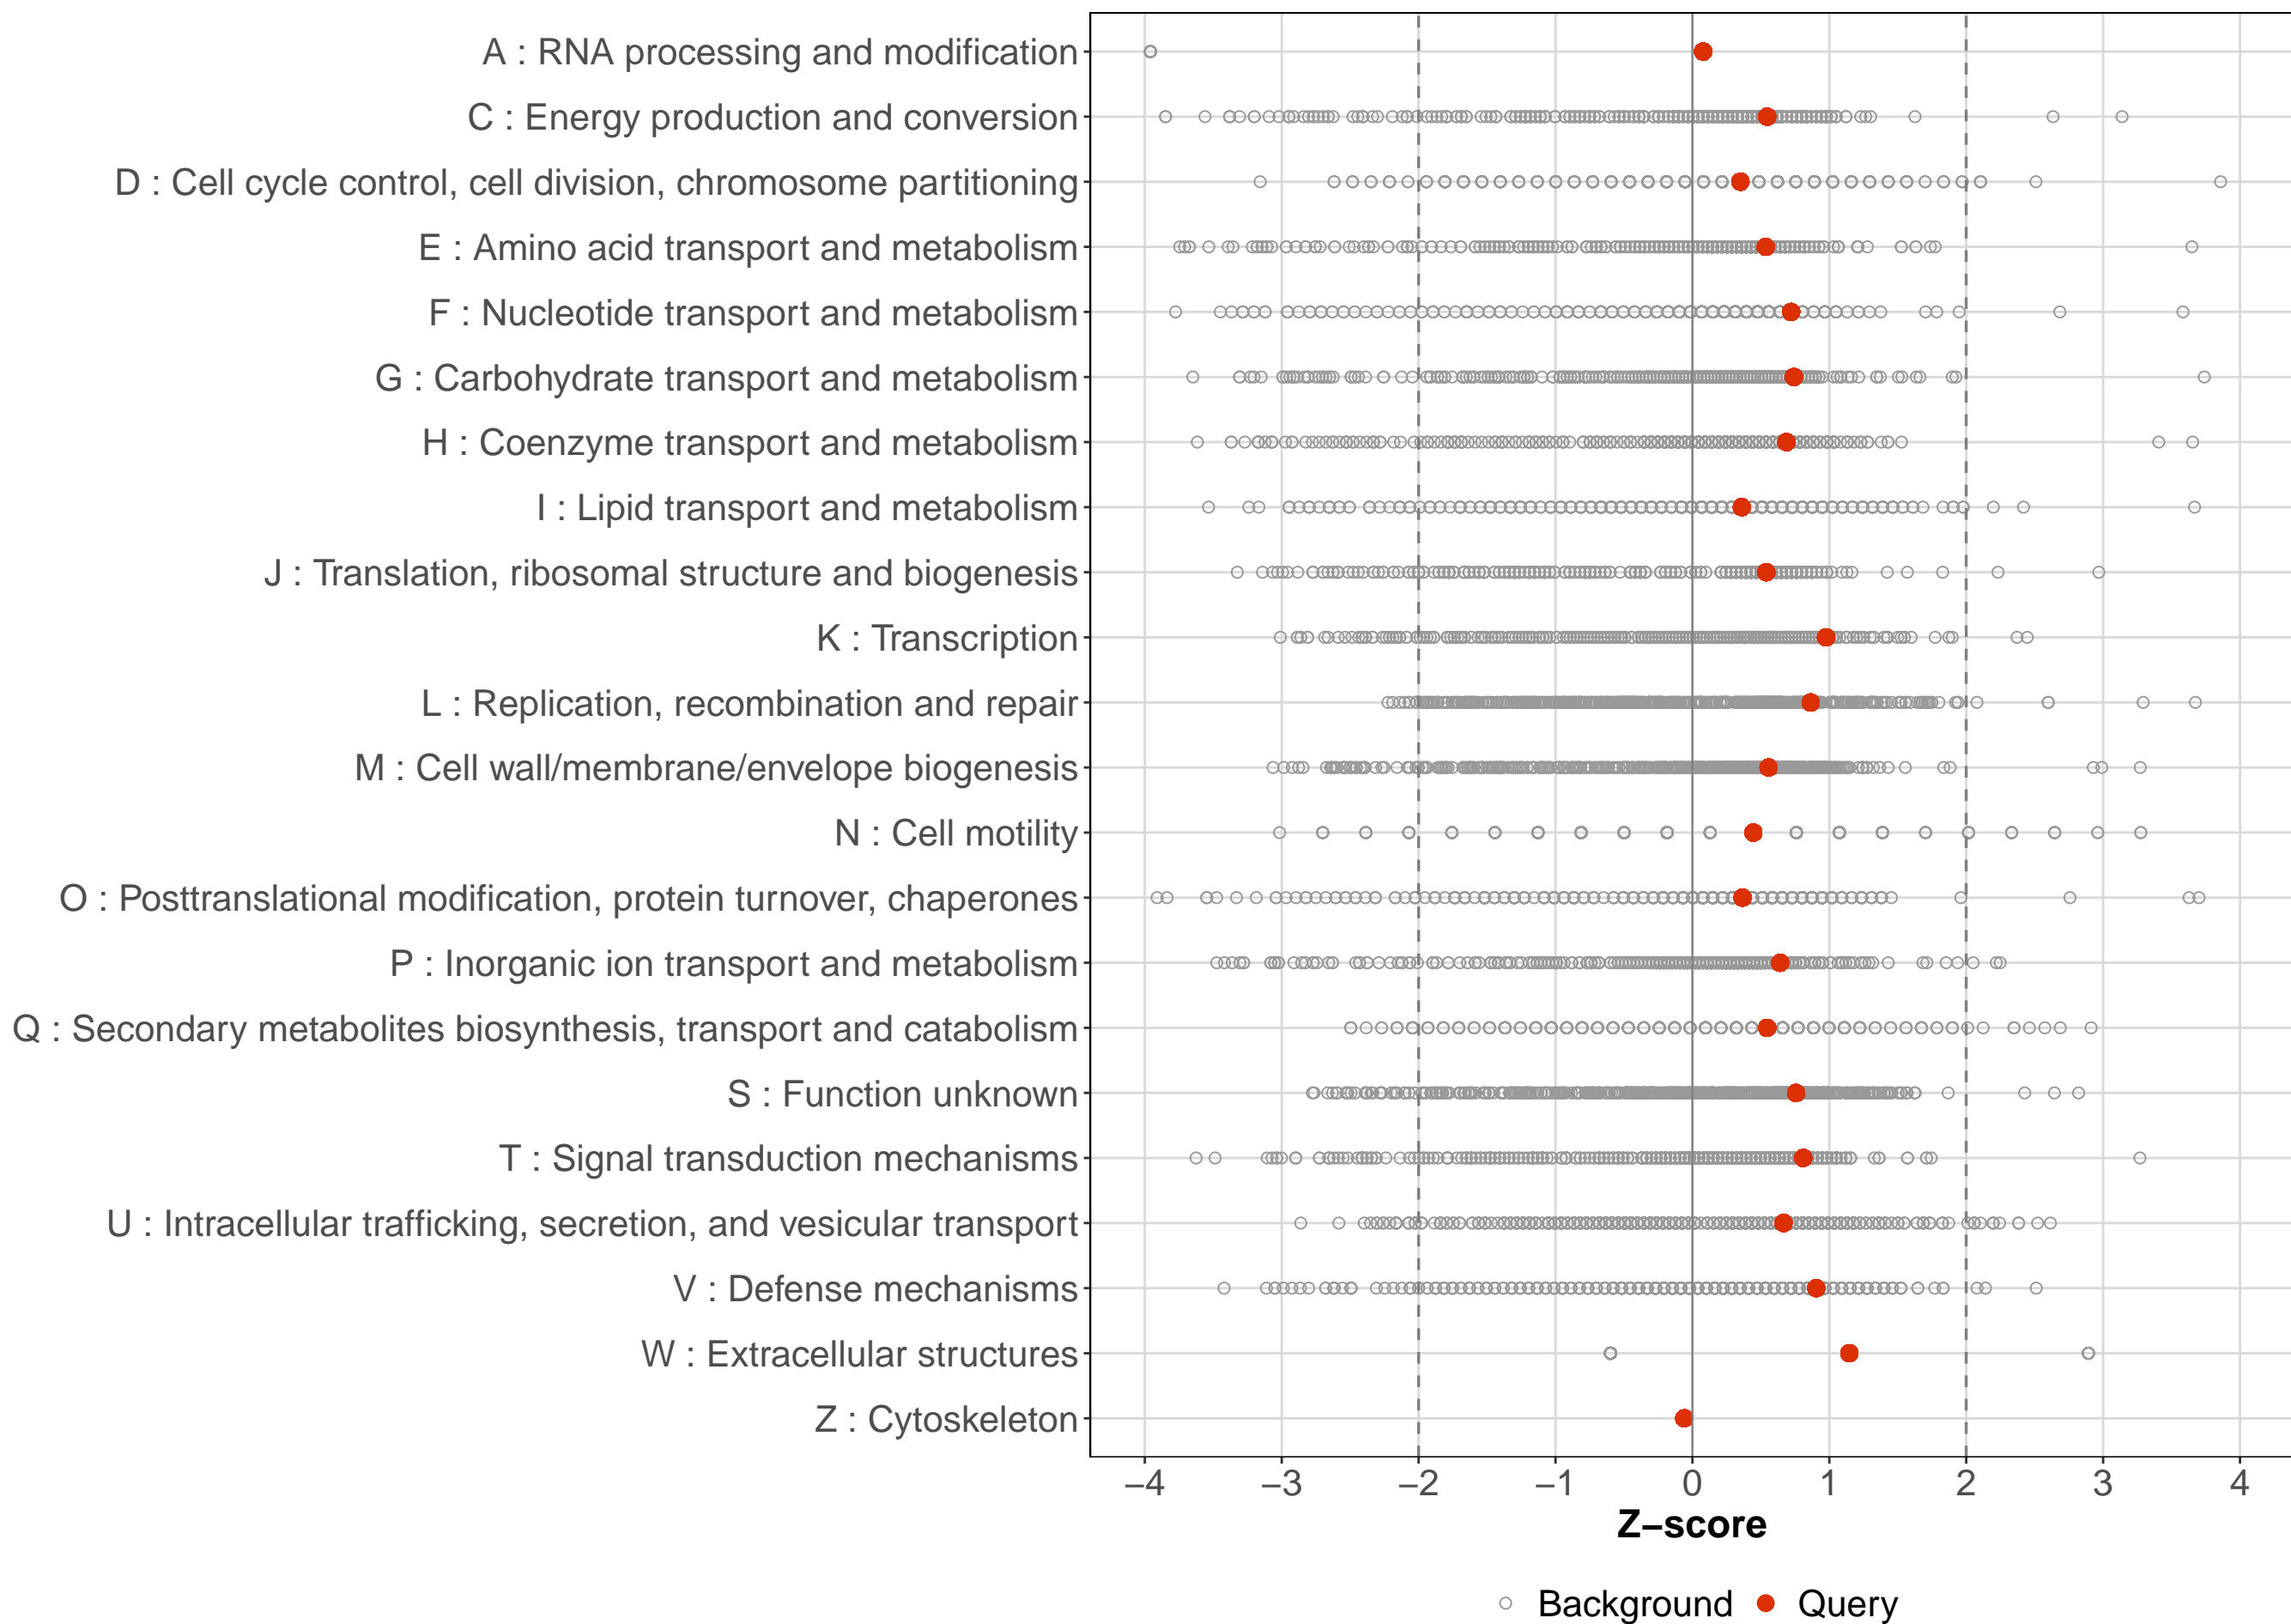 A : RNA processing and modification
C : Energy production and conversion
D : Cell cycle control, cell division, chromosome partitioning
E : Amino acid transport and metabolism
F : Nucleotide transport and metabolism
G : Carbohydrate transport and metabolism
H : Coenzyme transport and metabolism
I : Lipid transport and metabolism
J : Translation, ribosomal structure and biogenesis
K : Transcription
L : Replication, recombination and repair
M : Cell wall/membrane/envelope biogenesis
N : Cell motility
O : Posttranslational modification, protein turnover, chaperones
P : Inorganic ion transport and metabolism
Q : Secondary metabolites biosynthesis, transport and catabolism
S : Function unknown
T : Signal transduction mechanisms
U : Intracellular trafficking, secretion, and vesicular transport
V : Defense mechanisms
W : Extracellular structures
Z : Cytoskeleton
−4 −3 −2 −1 0 1 2 3 4
Z−score
Background Query